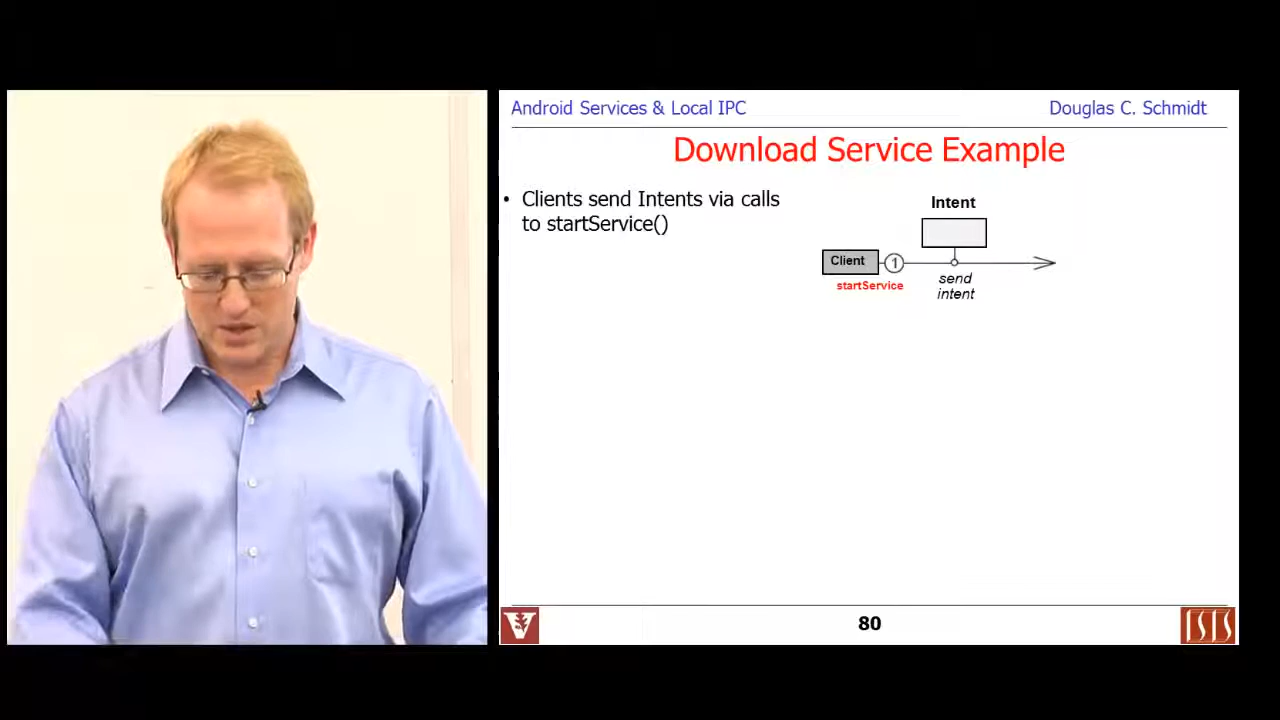 Android Services & Local IPC
Douglas C. Schmidt
Download Service Example
• Clients send Intents via calls
to startService()
Intent
Client
1
startService
send
intent
V
80
ISIS